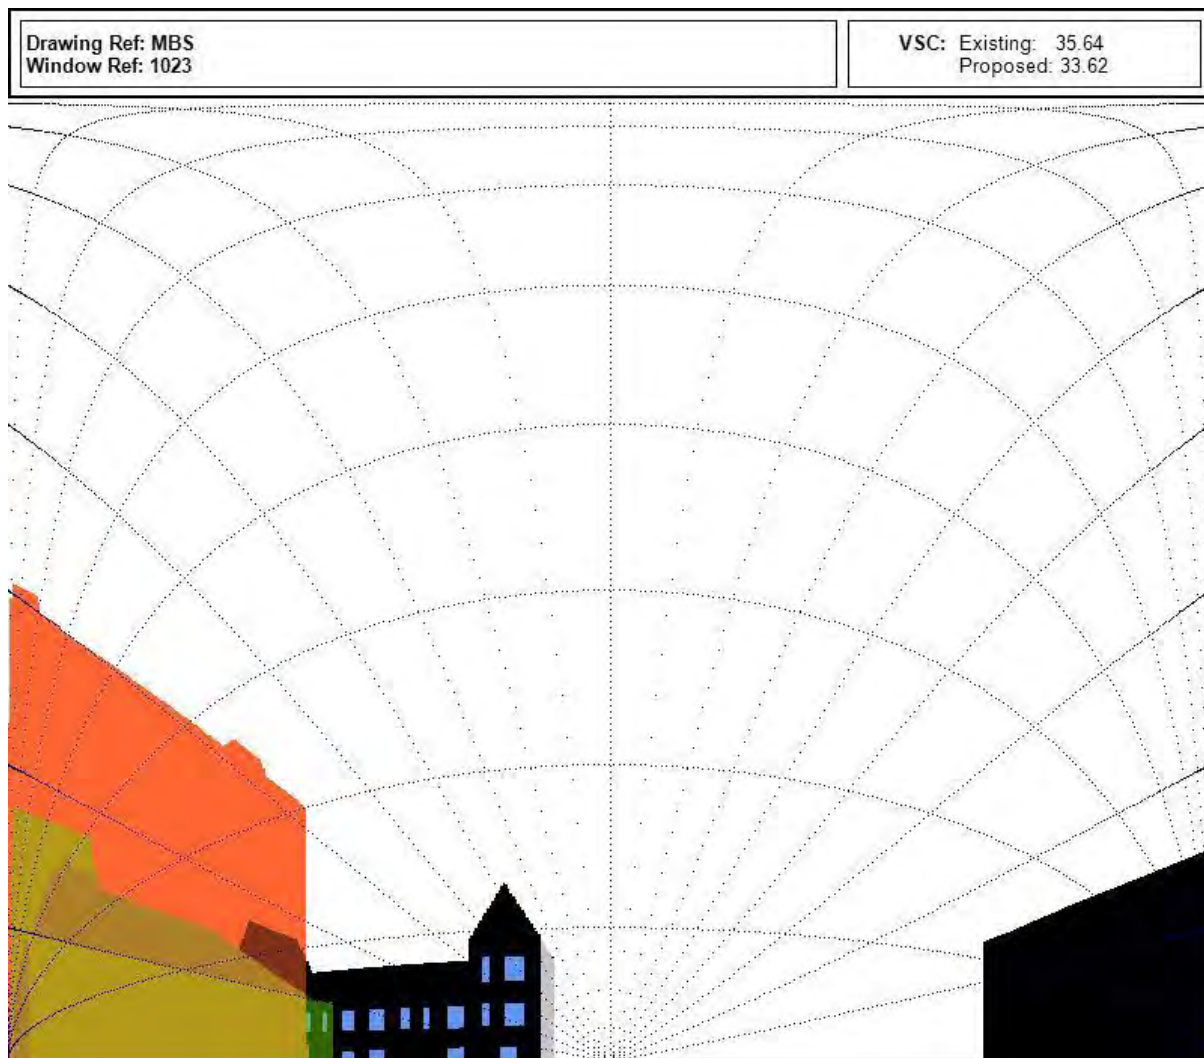 Drawing Ref: MBS
Window Ref: 1023
VSC: Existing: 35.64
Proposed: 33.62